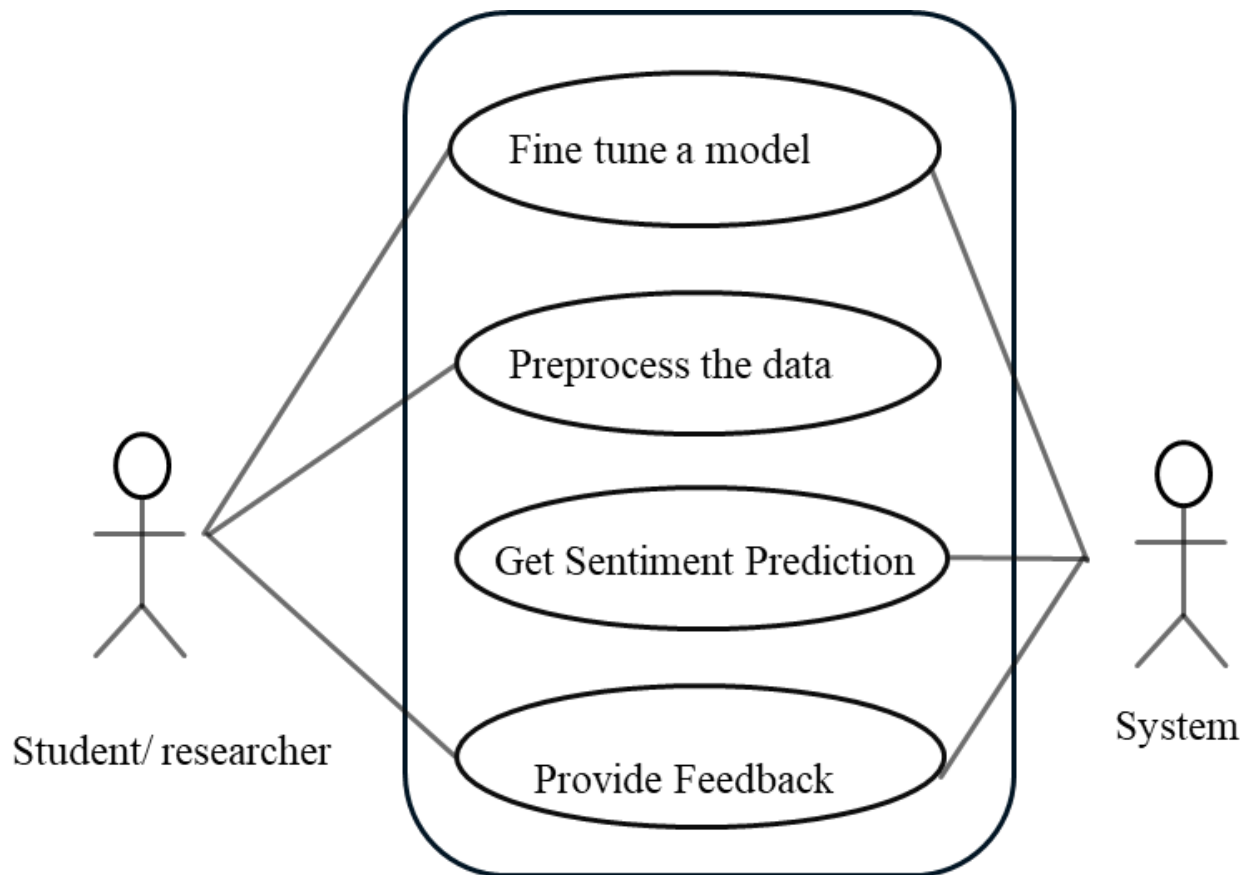 Fine tune a model
Preprocess the data
Get Sentiment Prediction
Provide Feedback
Student/ researcher
System